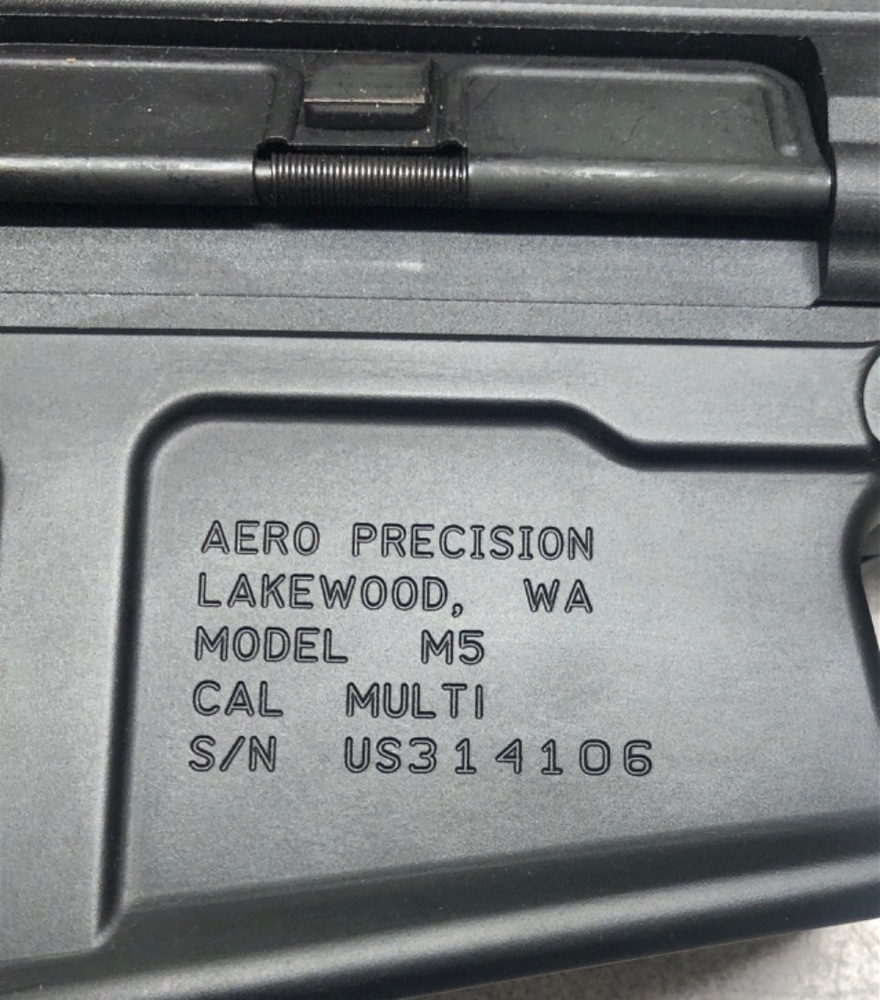 AERO PRECISION
LAKEWOOD, WA
MODEL M5
CAL MULTI
S/N US314106